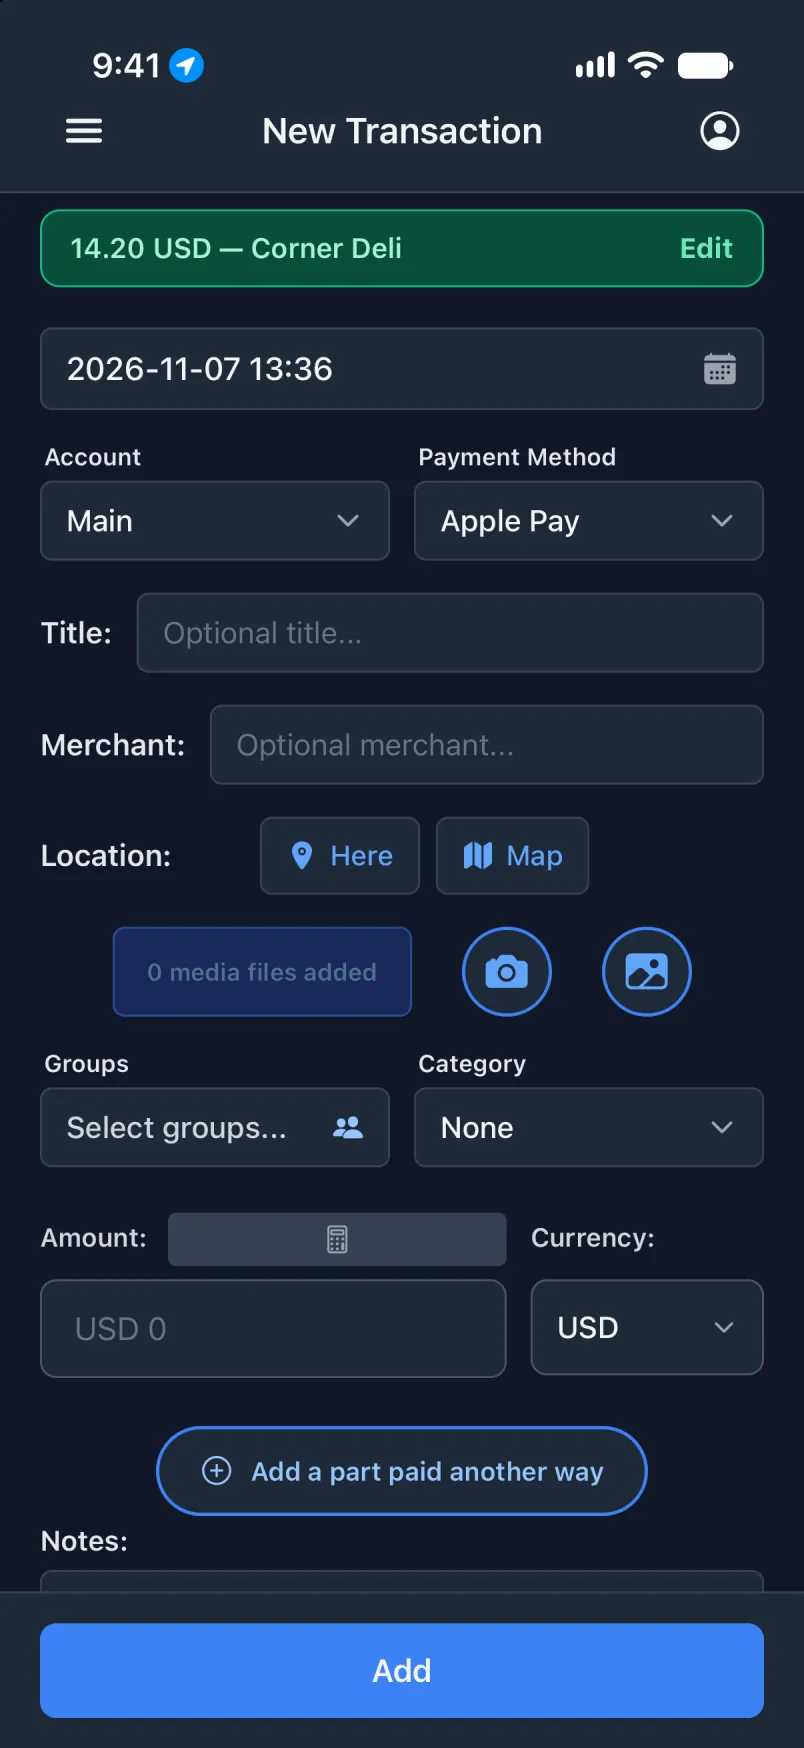 9:41
New Transaction
14.20 USD — Corner Deli Edit
2026-11-07 13:36
Account Payment Method
Main Apple Pay
Title: Optional title...
Merchant: Optional merchant...
Location: Here Map
0 media files added
Groups Category
Select groups... None
Amount: Currency:
USD 0 USD
Add a part paid another way
Notes:
Add